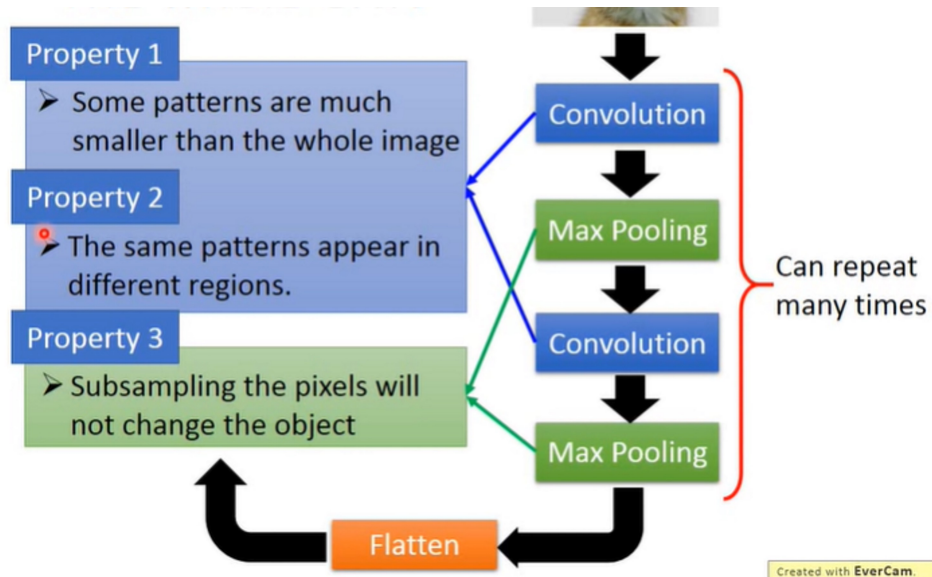 Property 1
➤ Some patterns are much
smaller than the whole image
Property 2
➤ The same patterns appear in
different regions.
Property 3
➤ Subsampling the pixels will
not change the object
Convolution
Max Pooling
Convolution
Max Pooling
Can repeat
many times
Flatten
Created with EverCam.